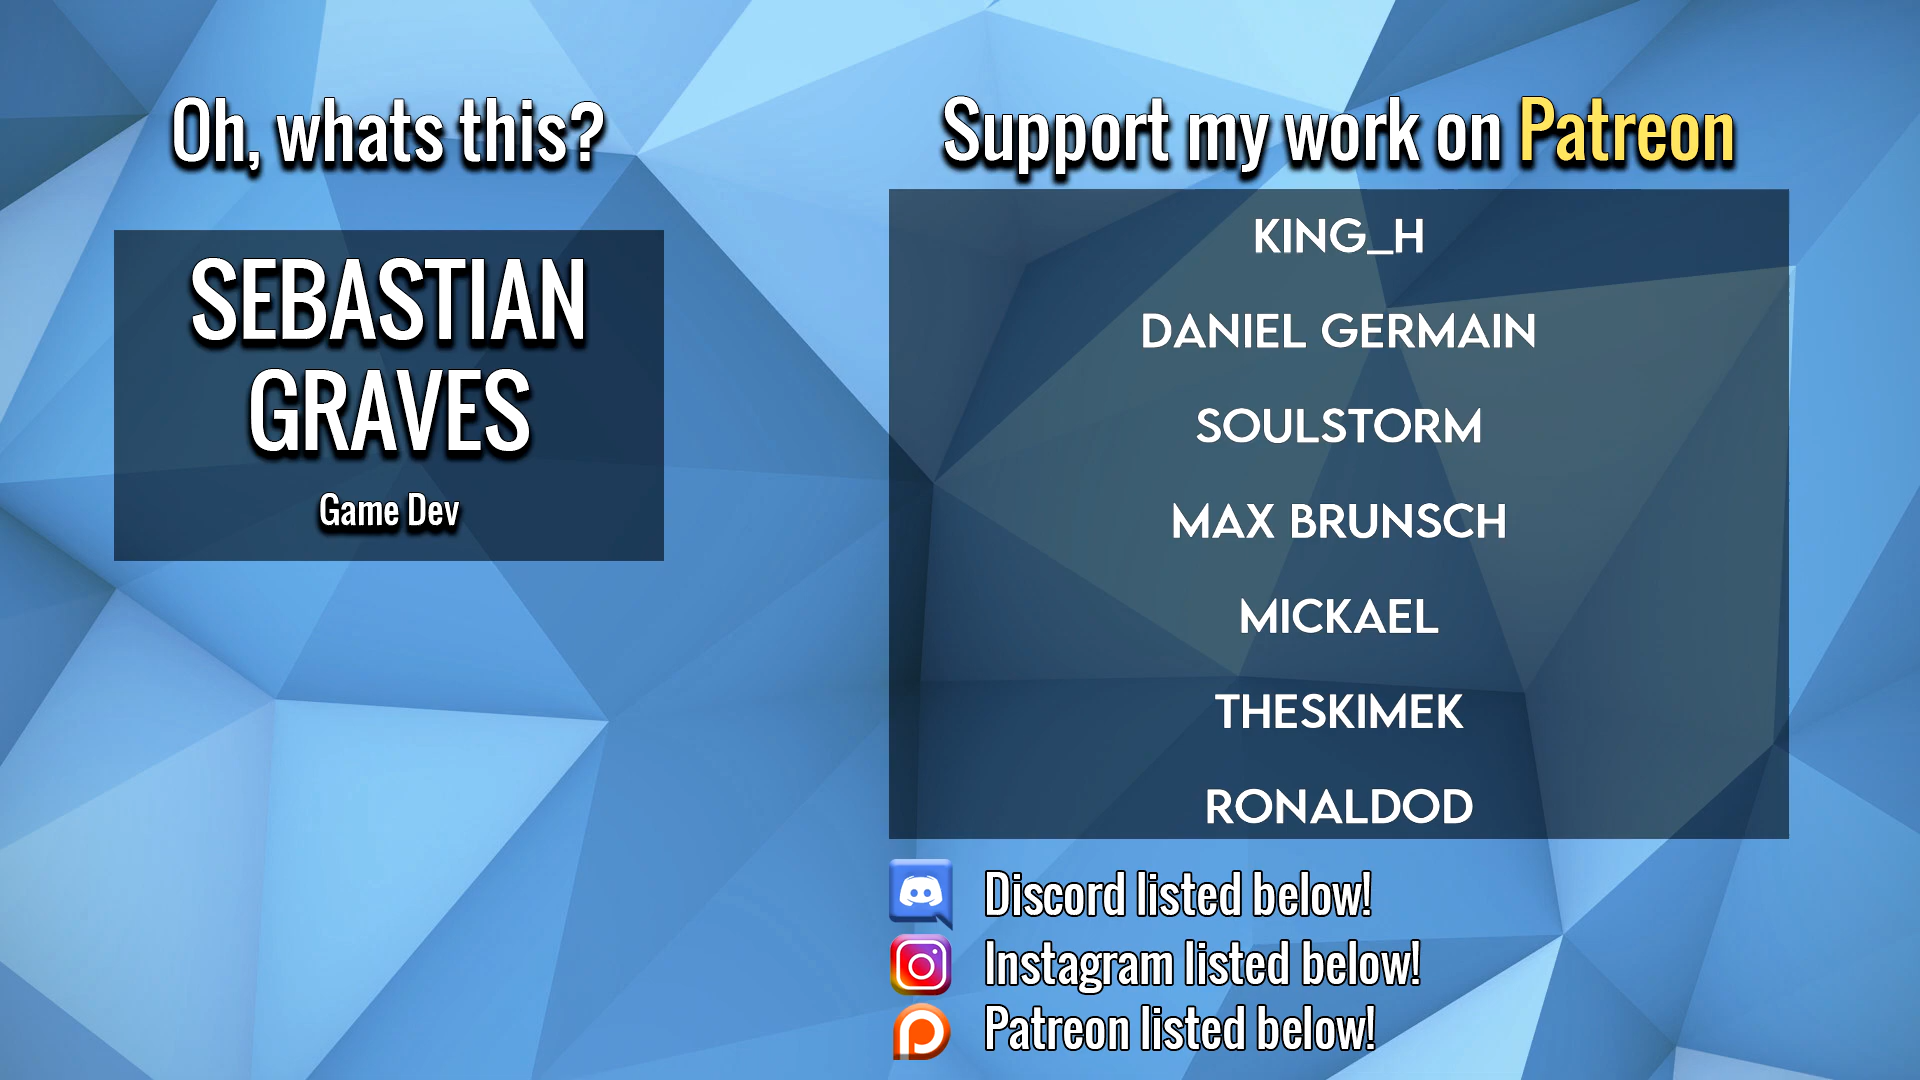 Oh, whats this?
SEBASTIAN
GRAVES
Game Dev
Support my work on Patreon
KING_H
DANIEL GERMAIN
SOULSTORM
MAX BRUNSCH
MICKAEL
THESKIMEK
RONALDOD
Discord listed below!
Instagram listed below!
Patreon listed below!